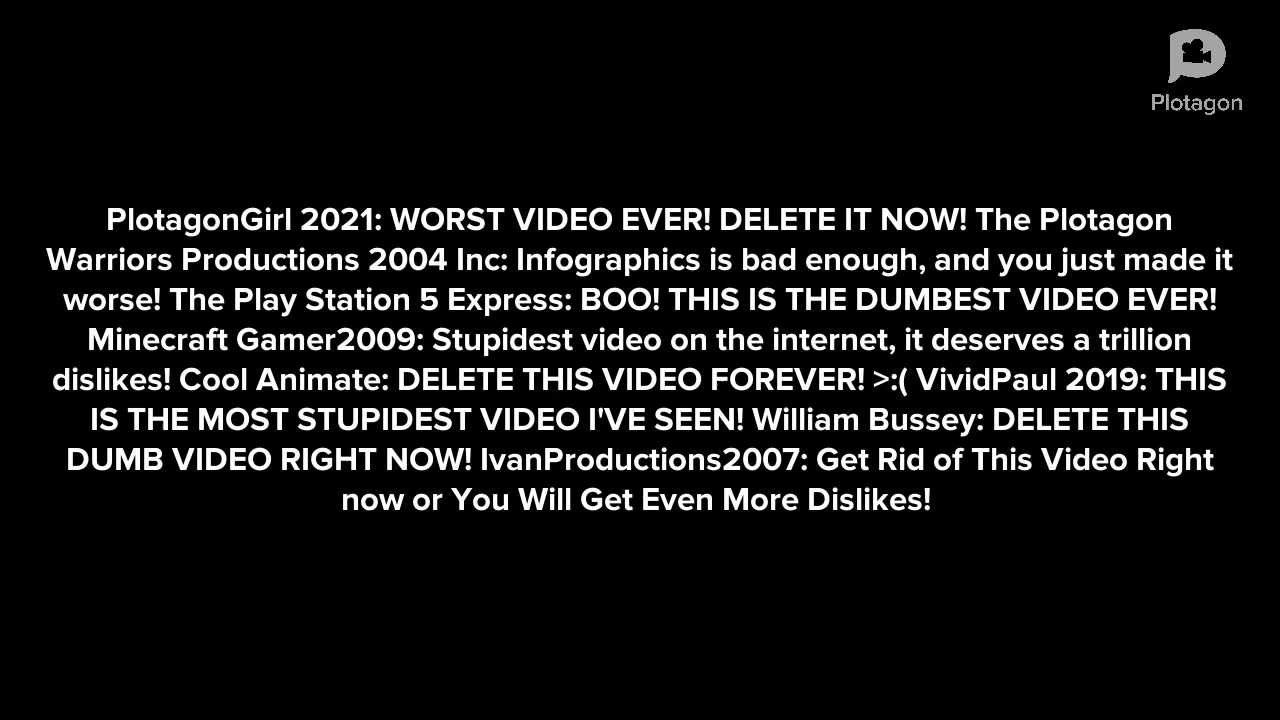 Plotagon
PlotagonGirl 2021: WORST VIDEO EVER! DELETE IT NOW! The Plotagon
Warriors Productions 2004 Inc: Infographics is bad enough, and you just made it
worse! The Play Station 5 Express: BOO! THIS IS THE DUMBEST VIDEO EVER!
Minecraft Gamer2009: Stupidest video on the internet, it deserves a trillion
dislikes! Cool Animate: DELETE THIS VIDEO FOREVER! >:( VividPaul 2019: THIS
IS THE MOST STUPIDEST VIDEO I'VE SEEN! William Bussey: DELETE THIS
DUMB VIDEO RIGHT NOW! IvanProductions2007: Get Rid of This Video Right
now or You Will Get Even More Dislikes!